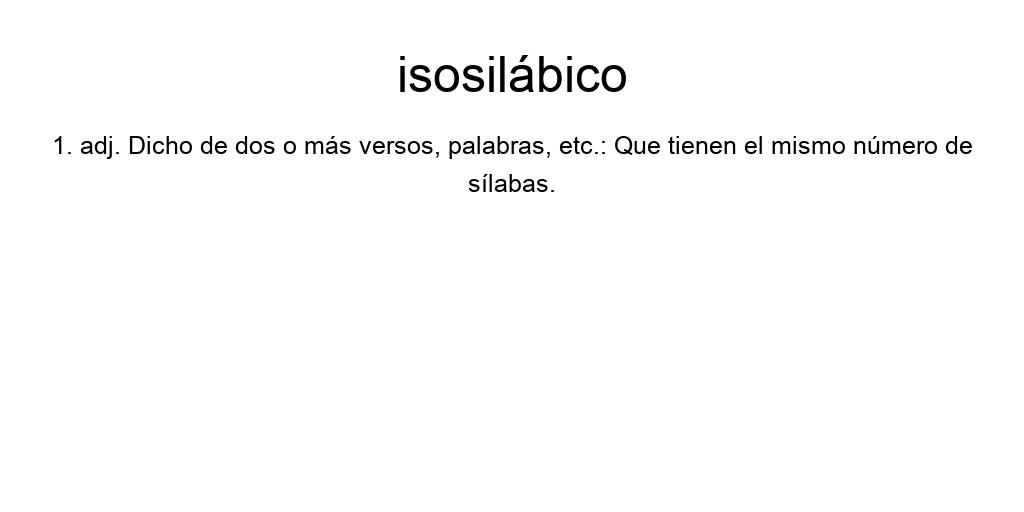 isosilábico
1. adj. Dicho de dos o más versos, palabras, etc.: Que tienen el mismo número de
sílabas.